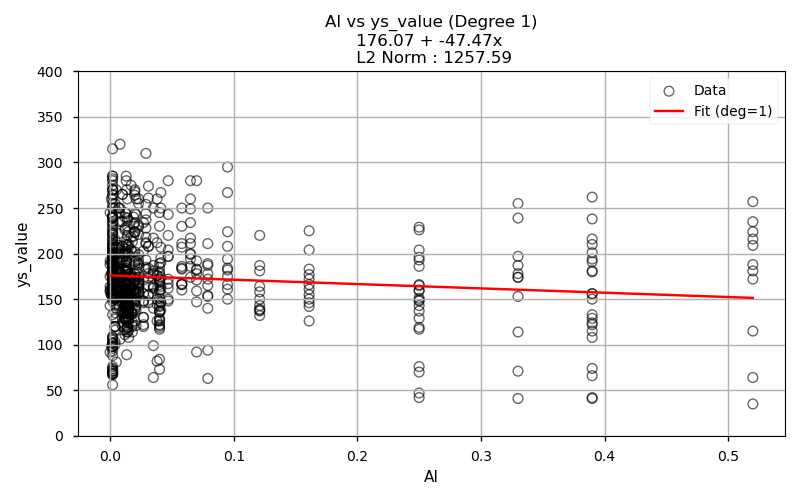 Al vs ys_value (Degree 1)
176.07 + -47.47x
L2 Norm : 1257.59
400
350
300
250
200
150
100
50
0
ys_value
0.0
0.1
0.2
0.3
0.4
0.5
Al
Data
Fit (deg=1)